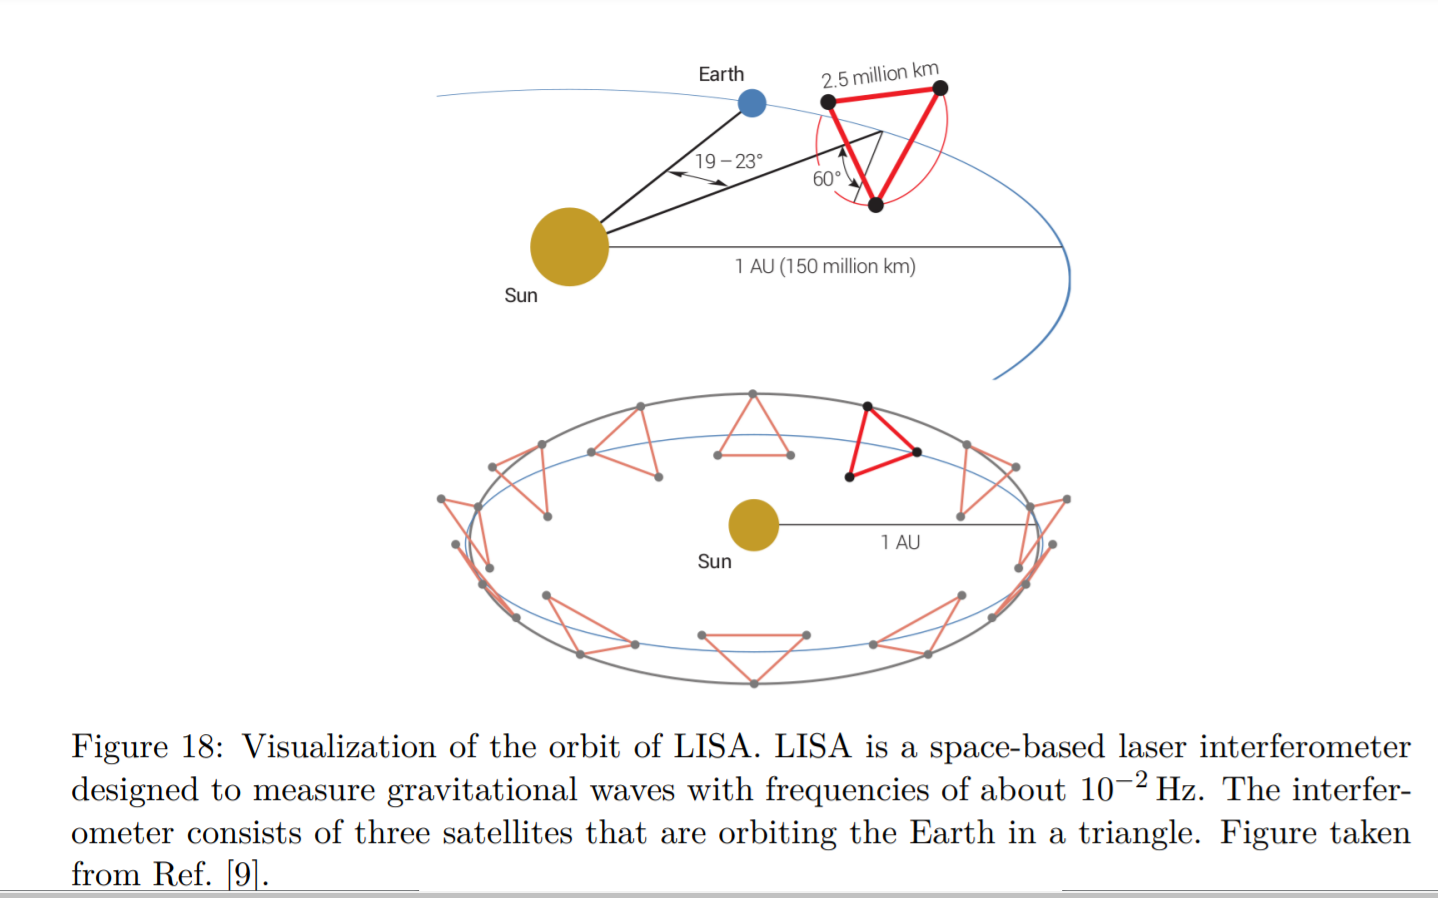 Earth
2.5 million km
19 – 23°
60°
1 AU (150 million km)
Sun
1 AU
Sun
Figure 18: Visualization of the orbit of LISA. LISA is a space-based laser interferometer
designed to measure gravitational waves with frequencies of about 10⁻² Hz. The interfer-
ometer consists of three satellites that are orbiting the Earth in a triangle. Figure taken
from Ref. [9].